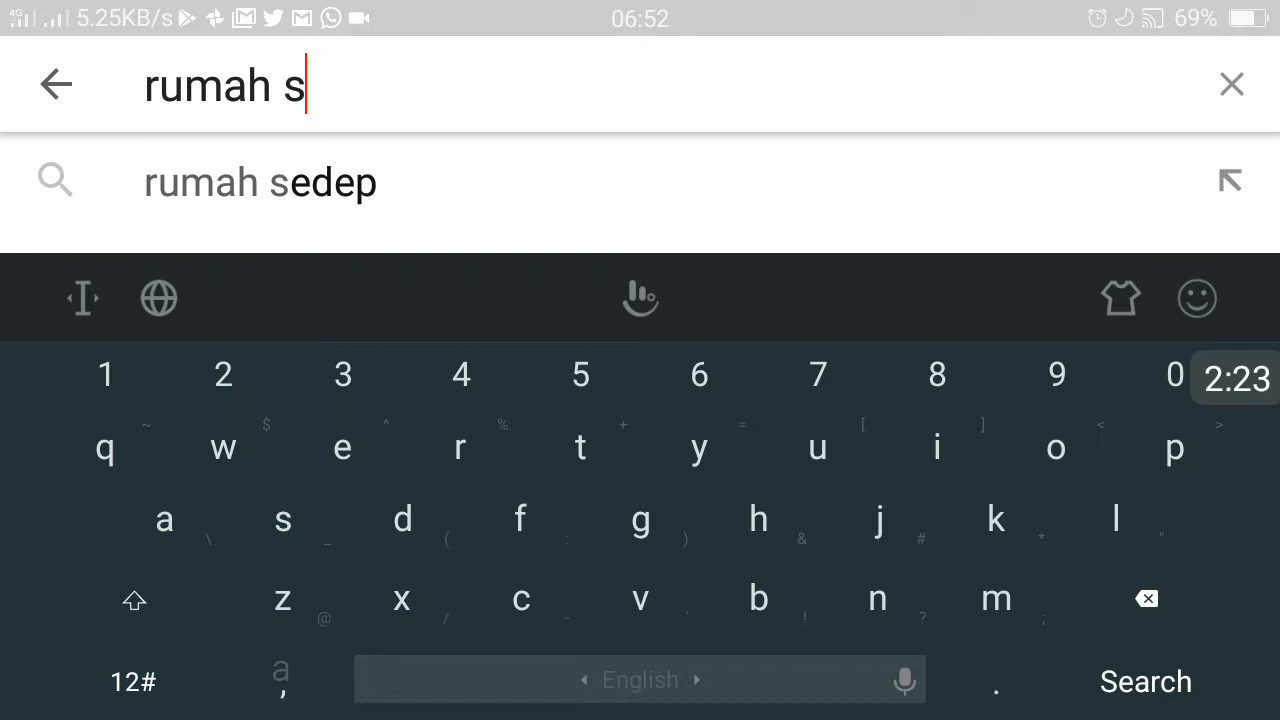 4G 5.25KB/s 06:52 69%
rumah s
rumah sedep
1 2 3 4 5 6 7 8 9 0 2:23
~ $ ^ % + = [ ] < >
q w e r t y u i o p
a s d f g h j k l
\ _ ( : ) & # * "
z x c v b n m
@ / - ' ! ? ;
12# a , English . Search